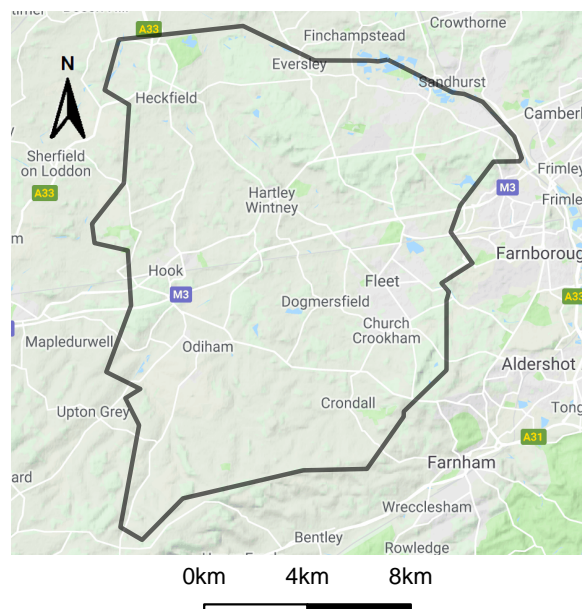 A33
Crowthorne
Finchampstead
Eversley
Sandhurst
N
Heckfield
Camberl
Sherfield
on Loddon
Frimley
A33
M3
Frimle
Hartley
Wintney
m
Farnboroug
Hook
Fleet
M3
Dogmersfield
A33
Church
Crookham
Mapledurwell
Odiham
Aldershot
Upton Grey
Crondall
Tong
A31
ard
Farnham
Wrecclesham
Bentley
Rowledge
0km 4km 8km